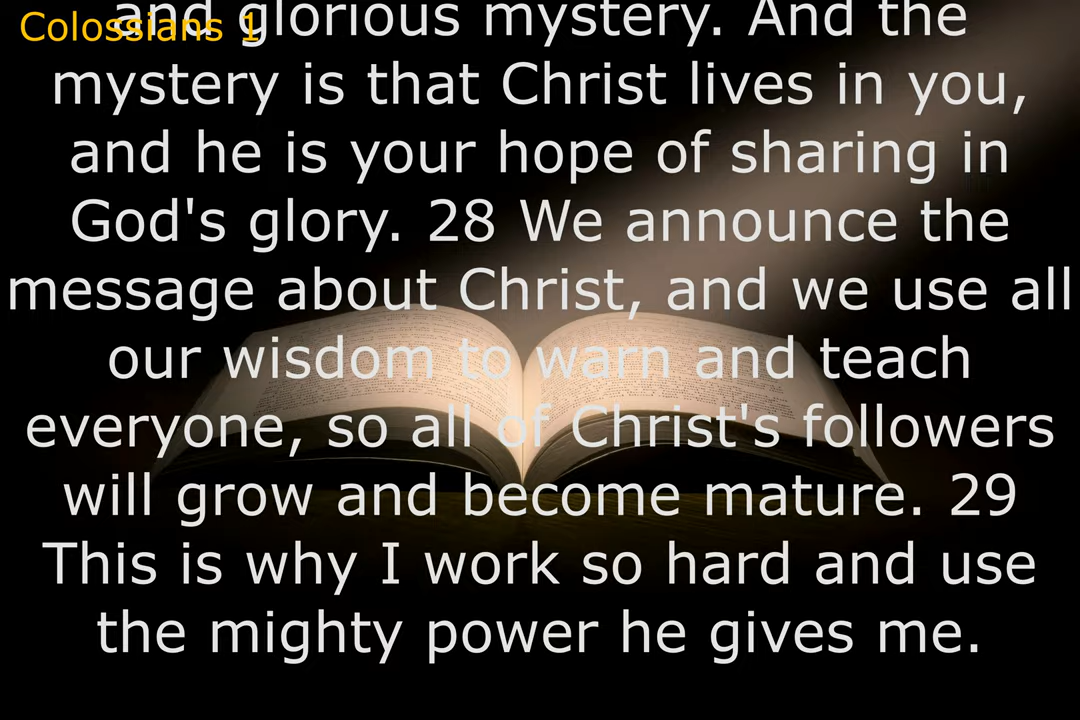 Colossians 1
and glorious mystery. And the
mystery is that Christ lives in you,
and he is your hope of sharing in
God's glory. 28 We announce the
message about Christ, and we use all
our wisdom to warn and teach
everyone, so all of Christ's followers
will grow and become mature. 29
This is why I work so hard and use
the mighty power he gives me.